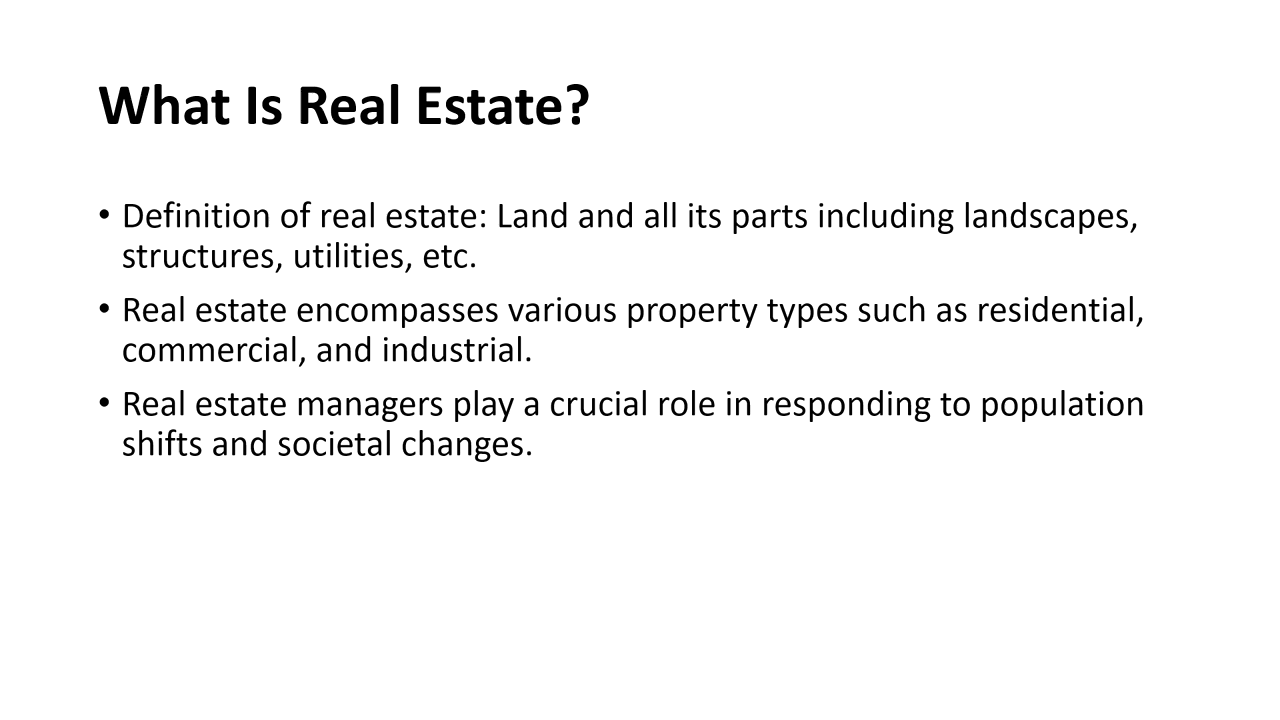 What Is Real Estate?
• Definition of real estate: Land and all its parts including landscapes,
structures, utilities, etc.
• Real estate encompasses various property types such as residential,
commercial, and industrial.
• Real estate managers play a crucial role in responding to population
shifts and societal changes.